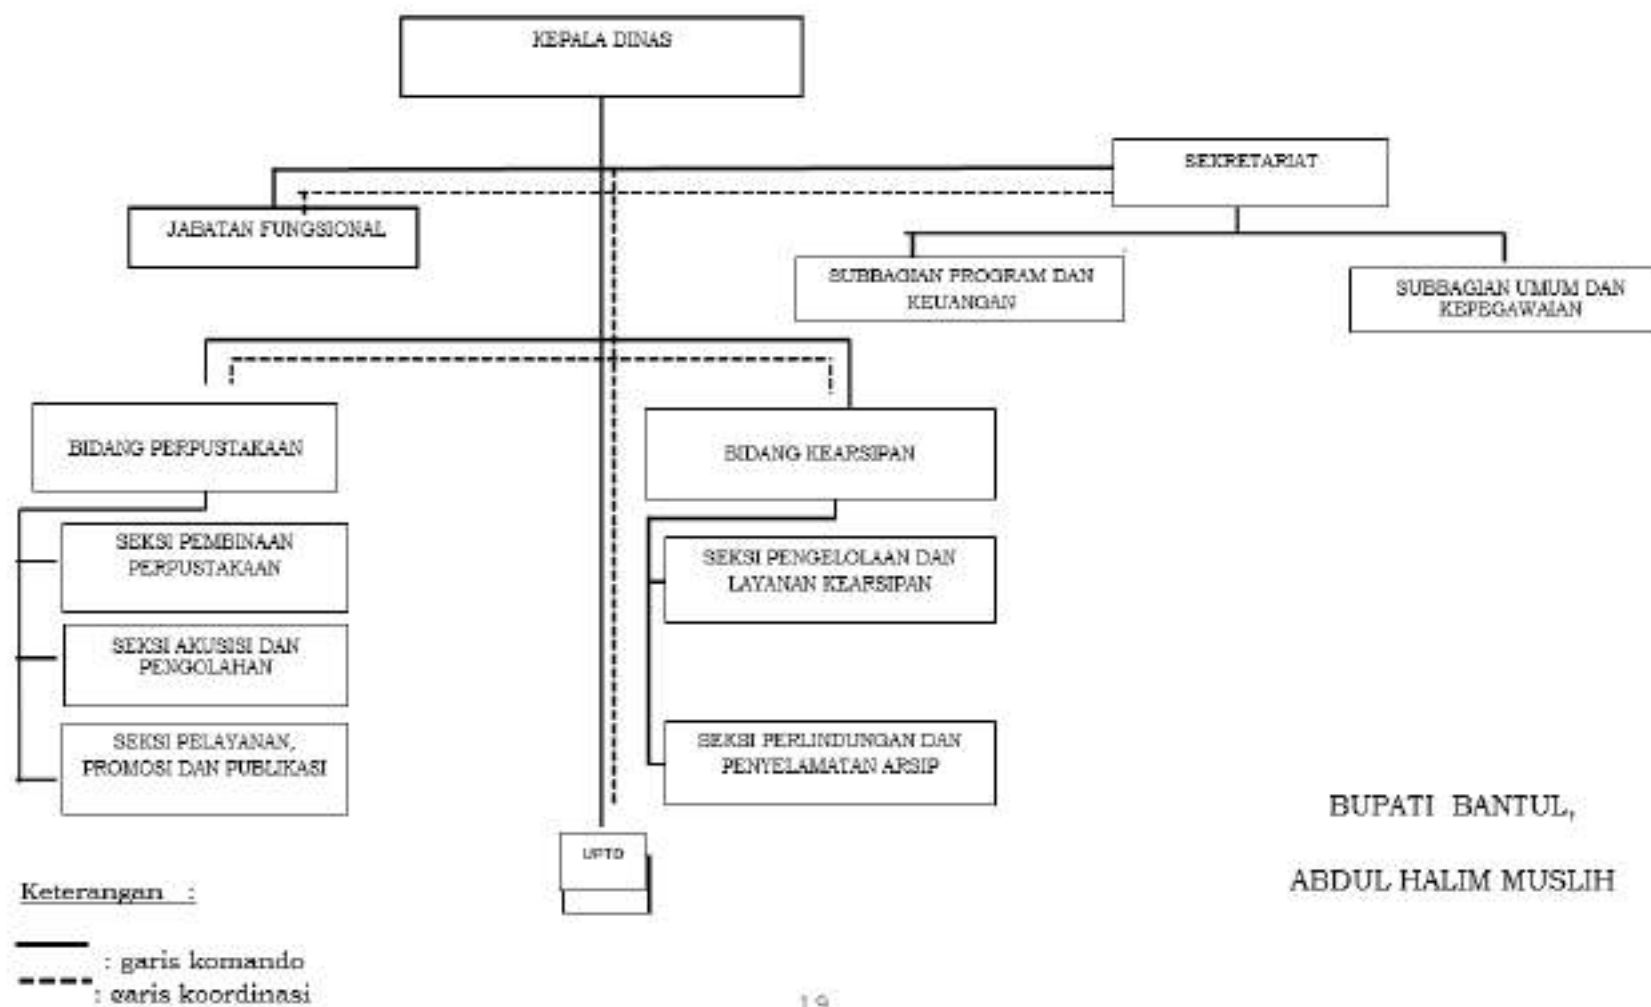 KEPALA DINAS
SEKRETARIAT
JABATAN FUNGSIONAL
SUBBAGIAN PROGRAM DAN
KEUANGAN
SUBBAGIAN UMUM DAN
KEPEGAWAIAN
BIDANG PERPUSTAKAAN
BIDANG KEARSIPAN
SEKSI PEMBINAAN
PERPUSTAKAAN
SEKSI AKUSISI DAN
PENGOLAHAN
SEKSI PELAYANAN,
PROMOSI DAN PUBLIKASI
SEKSI PENGELOLAAN DAN
LAYANAN KEARSIPAN
SEKSI PERLINDUNGAN DAN
PENYELAMATAN ARSIP
UPTD
BUPATI BANTUL,
ABDUL HALIM MUSLIH
Keterangan :
: garis komando
: garis koordinasi
19